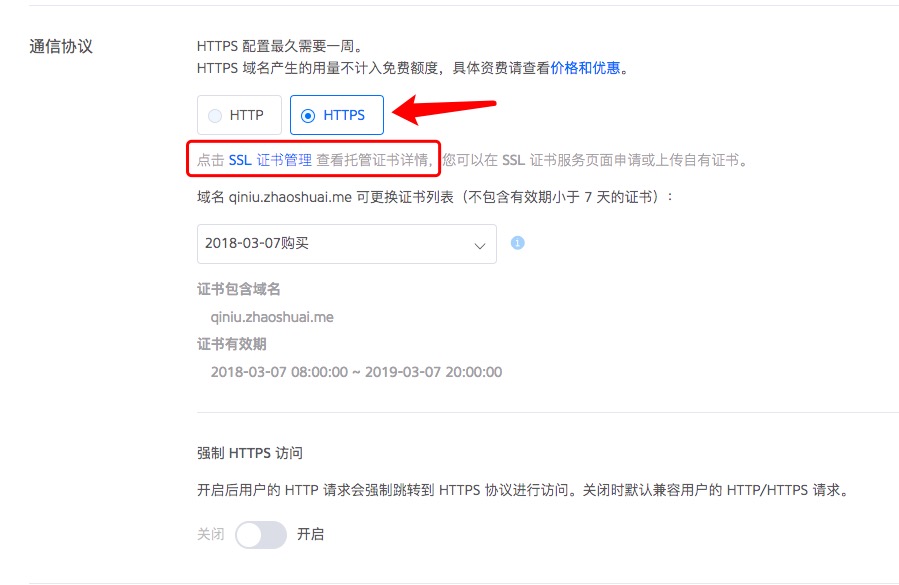 通信协议
HTTPS 配置最久需要一周。
HTTPS 域名产生的用量不计入免费额度，具体资费请查看价格和优惠。
HTTP
HTTPS
点击 SSL 证书管理 查看托管证书详情，您可以在 SSL 证书服务页面申请或上传自有证书。
域名 qiniu.zhaoshuai.me 可更换证书列表（不包含有效期小于 7 天的证书）：
2018-03-07购买
证书包含域名
qiniu.zhaoshuai.me
证书有效期
2018-03-07 08:00:00 ~ 2019-03-07 20:00:00
强制 HTTPS 访问
开启后用户的 HTTP 请求会强制跳转到 HTTPS 协议进行访问。关闭时默认兼容用户的 HTTP/HTTPS 请求。
关闭 开启